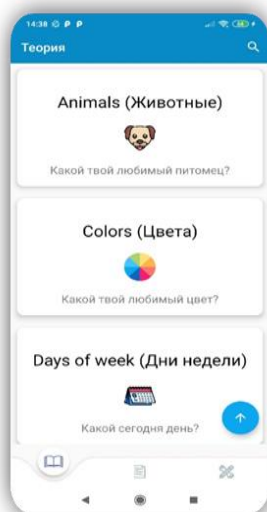 14:38
Теория
Animals (Животные)
Какой твой любимый питомец?
Colors (Цвета)
Какой твой любимый цвет?
Days of week (Дни недели)
Какой сегодня день?